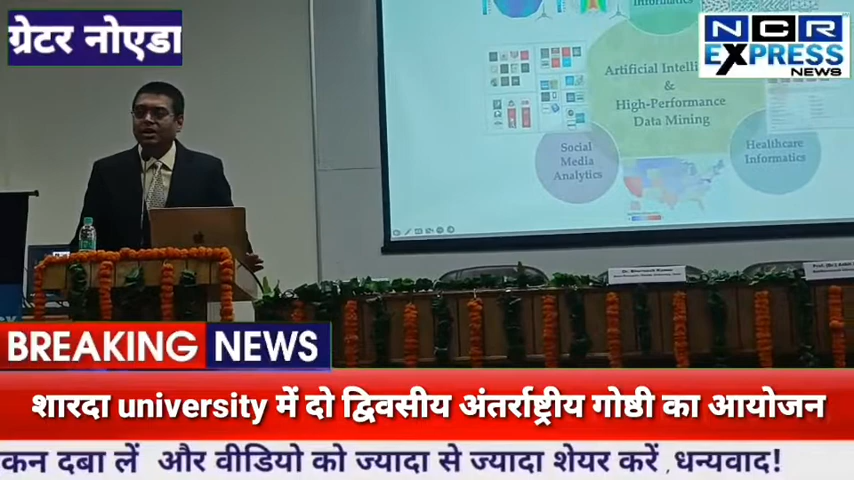 ग्रेटर नोएडा
NCR
EXPRESS
NEWS
Informatics
Artificial Intelli
&
High-Performance
Data Mining
Social
Media
Analytics
Healthcare
Informatics
BREAKING NEWS
शारदा university में दो द्विवसीय अंतर्राष्ट्रीय गोष्ठी का आयोजन
कन दबा लें और वीडियो को ज्यादा से ज्यादा शेयर करें ,धन्यवाद!